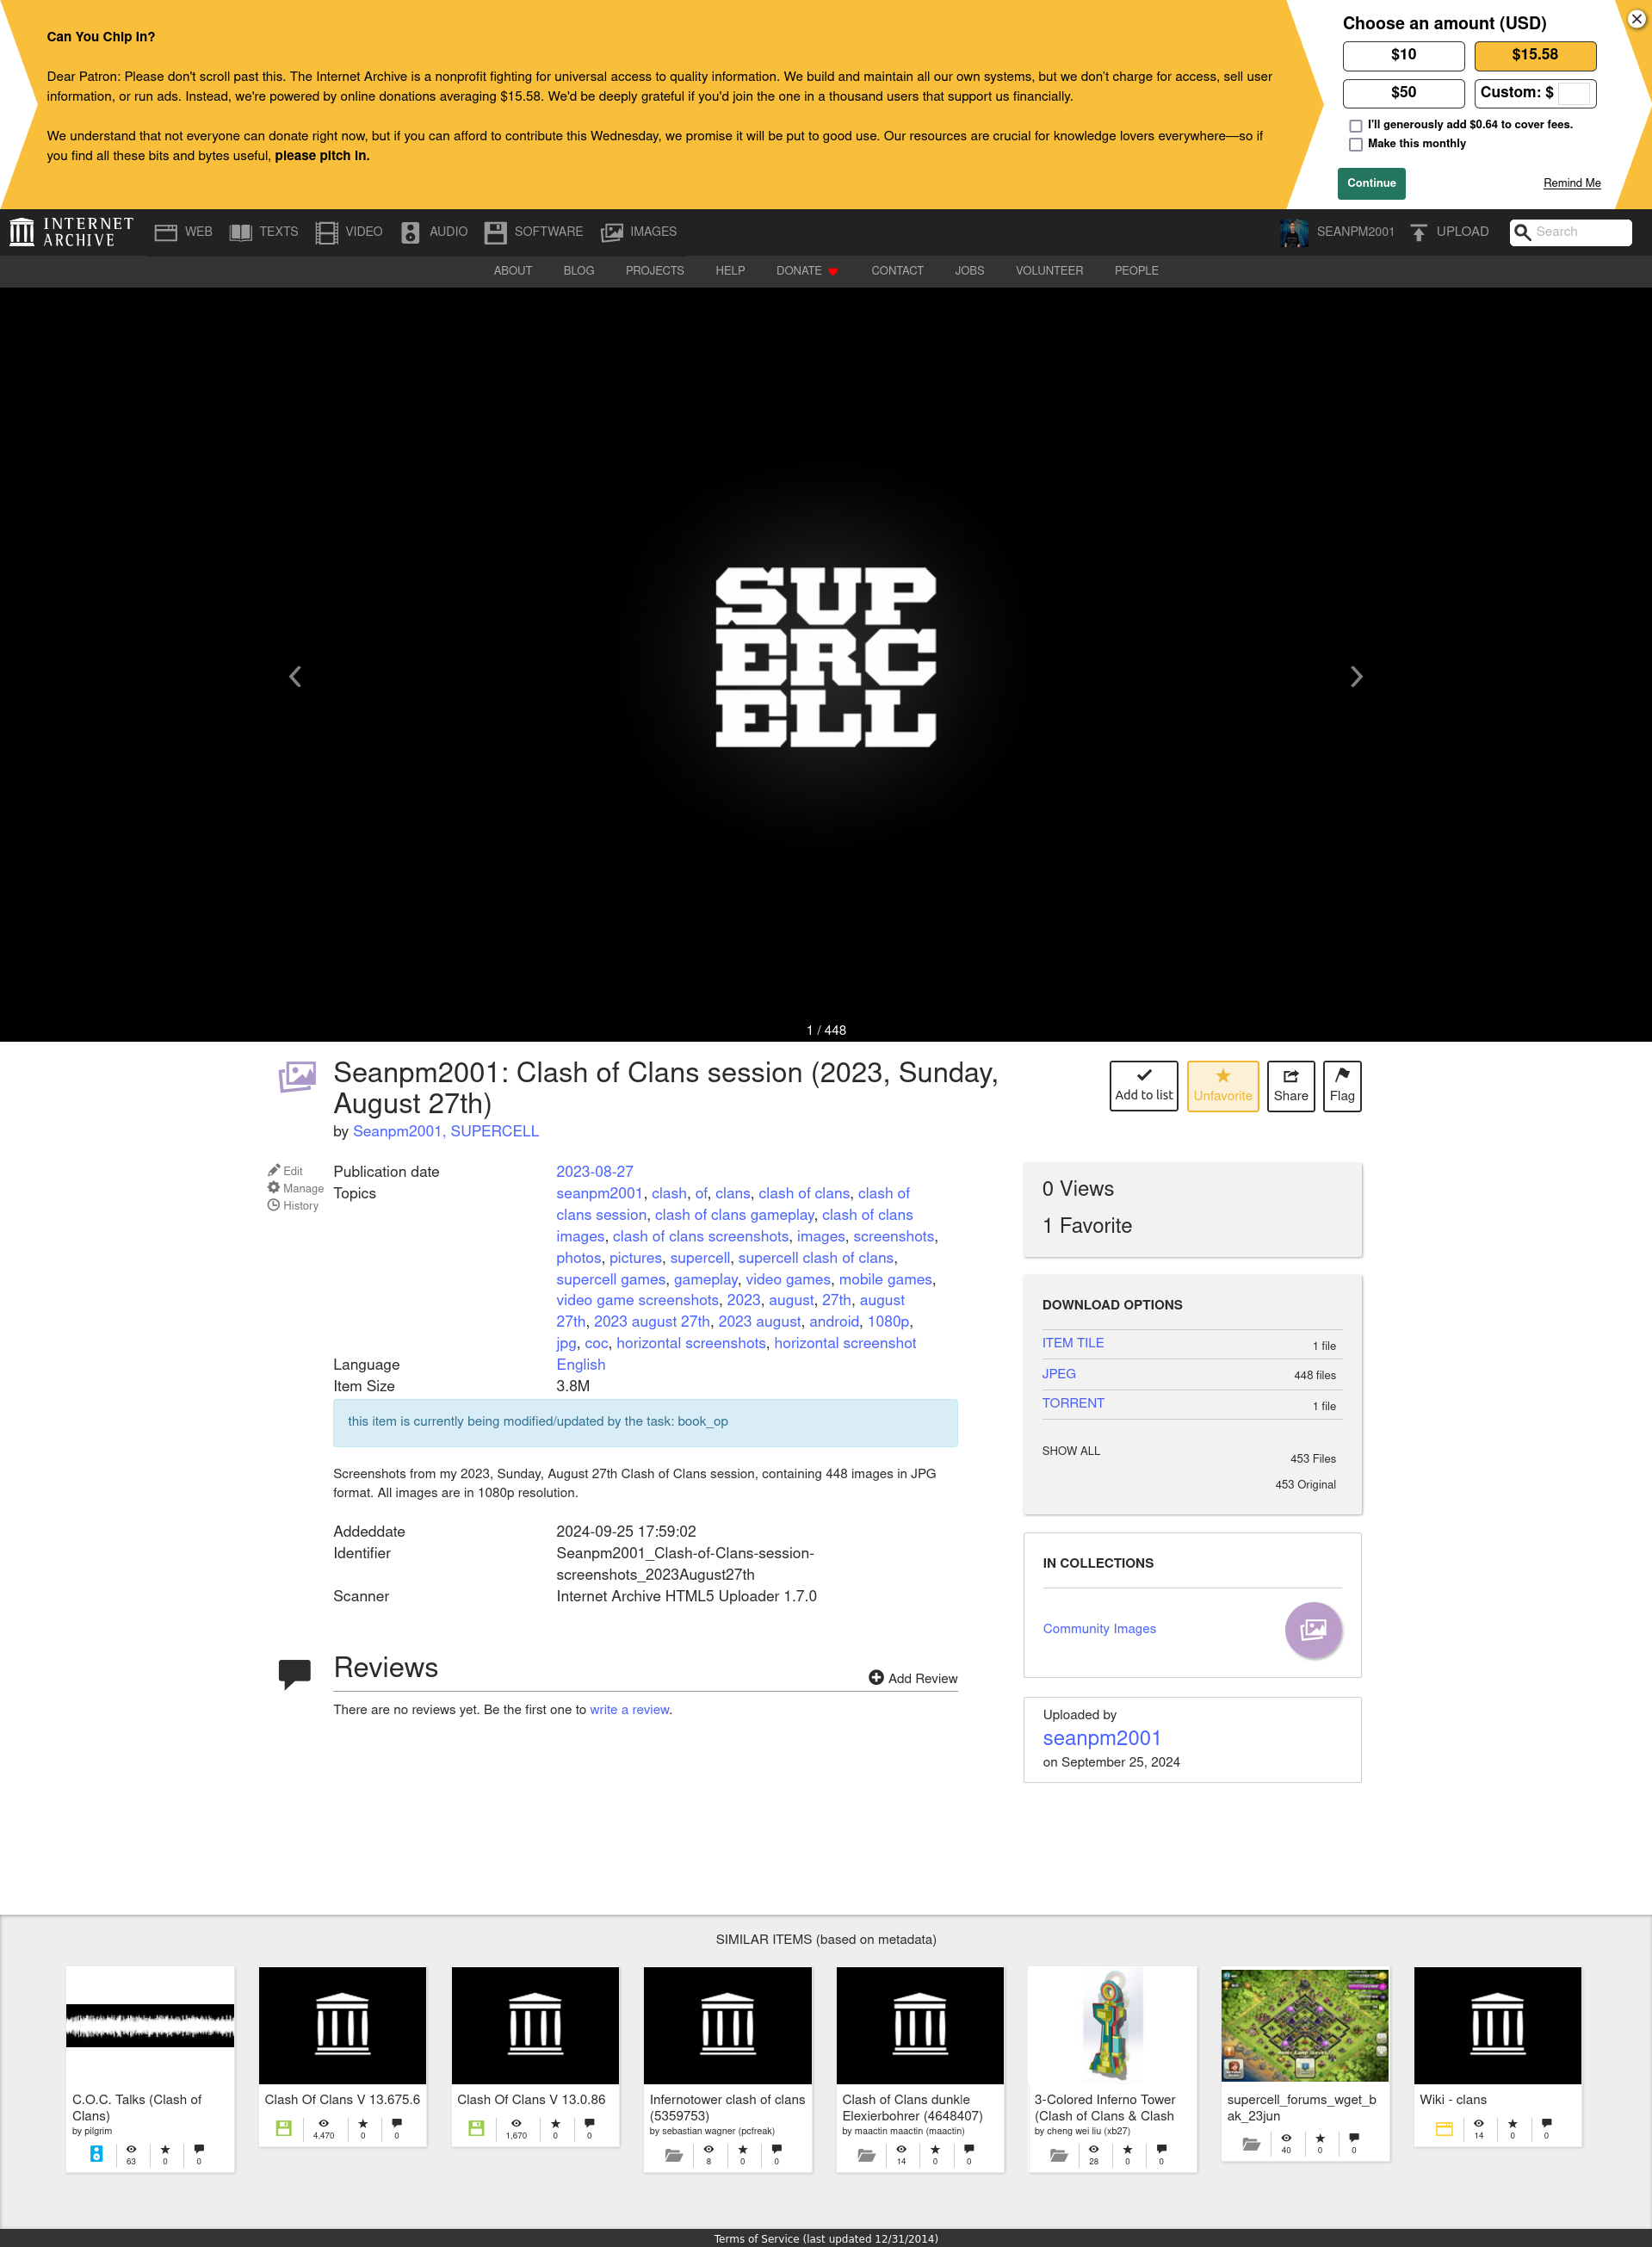 Can You Chip In?
Dear Patron: Please don't scroll past this. The Internet Archive is a nonprofit fighting for universal access to quality information. We build and maintain all our own systems, but we don't charge for access, sell user
information, or run ads. Instead, we're powered by online donations averaging $15.58. We'd be deeply grateful if you'd join the one in a thousand users that support us financially.
We understand that not everyone can donate right now, but if you can afford to contribute this Wednesday, we promise it will be put to good use. Our resources are crucial for knowledge lovers everywhere—so if
you find all these bits and bytes useful, please pitch in.
Choose an amount (USD)
$10 $15.58
$50 Custom: $
I'll generously add $0.64 to cover fees.
Make this monthly
Continue Remind Me
INTERNET ARCHIVE WEB TEXTS VIDEO AUDIO SOFTWARE IMAGES SEANPM2001 UPLOAD Search
ABOUT BLOG PROJECTS HELP DONATE CONTACT JOBS VOLUNTEER PEOPLE
SUP
ERC
ELL
1 / 448
Seanpm2001: Clash of Clans session (2023, Sunday,
August 27th)
by Seanpm2001, SUPERCELL
Add to list Unfavorite Share Flag
Edit
Manage
History
Publication date 2023-08-27
Topics seanpm2001, clash, of, clans, clash of clans, clash of
clans session, clash of clans gameplay, clash of clans
images, clash of clans screenshots, images, screenshots,
photos, pictures, supercell, supercell clash of clans,
supercell games, gameplay, video games, mobile games,
video game screenshots, 2023, august, 27th, august
27th, 2023 august 27th, 2023 august, android, 1080p,
jpg, coc, horizontal screenshots, horizontal screenshot
Language English
Item Size 3.8M
this item is currently being modified/updated by the task: book_op
Screenshots from my 2023, Sunday, August 27th Clash of Clans session, containing 448 images in JPG
format. All images are in 1080p resolution.
Addeddate 2024-09-25 17:59:02
Identifier Seanpm2001_Clash-of-Clans-session-
screenshots_2023August27th
Scanner Internet Archive HTML5 Uploader 1.7.0
Reviews
Add Review
There are no reviews yet. Be the first one to write a review.
0 Views
1 Favorite
DOWNLOAD OPTIONS
ITEM TILE 1 file
JPEG 448 files
TORRENT 1 file
SHOW ALL 453 Files
453 Original
IN COLLECTIONS
Community Images
Uploaded by
seanpm2001
on September 25, 2024
SIMILAR ITEMS (based on metadata)
C.O.C. Talks (Clash of
Clans)
by pilgrim
63 0 0
Clash Of Clans V 13.675.6
4,470 0 0
Clash Of Clans V 13.0.86
1,670 0 0
Infernotower clash of clans
(5359753)
by sebastian wagner (pcfreak)
8 0 0
Clash of Clans dunkle
Elexierbohrer (4648407)
by maactin maactin (maactin)
14 0 0
3-Colored Inferno Tower
(Clash of Clans & Clash
by cheng wei liu (xb27)
28 0 0
supercell_forums_wget_b
ak_23jun
40 0 0
Wiki - clans
14 0 0
Terms of Service (last updated 12/31/2014)